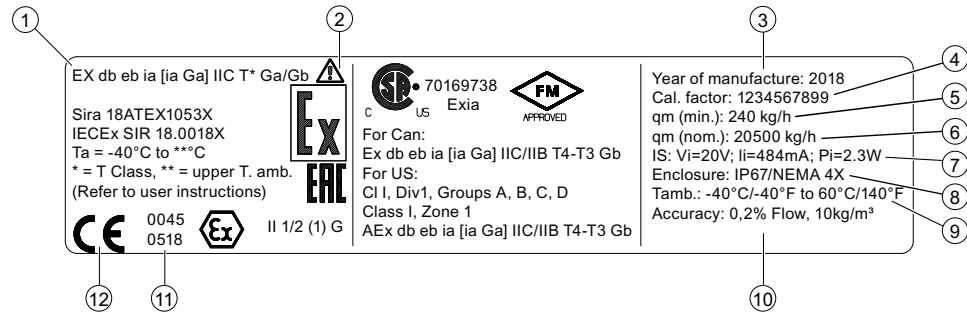 1
2
3
EX db eb ia [ia Ga] IIC T* Ga/Gb
Sira 18ATEX1053X
IECEx SIR 18.0018X
Ta = -40°C to **°C
* = T Class, ** = upper T. amb.
(Refer to user instructions)
Ex
EAC
CE
0045
0518
Ex
II 1/2 (1) G
C SP US
70169738
Exia
FM
APPROVED
For Can:
Ex db eb ia [ia Ga] IIC/IIB T4-T3 Gb
For US:
CI I, Div1, Groups A, B, C, D
Class I, Zone 1
AEx db eb ia [ia Ga] IIC/IIB T4-T3 Gb
Year of manufacture: 2018
Cal. factor: 1234567899
qm (min.): 240 kg/h
qm (nom.): 20500 kg/h
IS: Vi=20V; Ii=484mA; Pi=2.3W
Enclosure: IP67/NEMA 4X
Tamb.: -40°C/-40°F to 60°C/140°F
Accuracy: 0,2% Flow, 10kg/m³
4
5
6
7
8
9
12
11
10